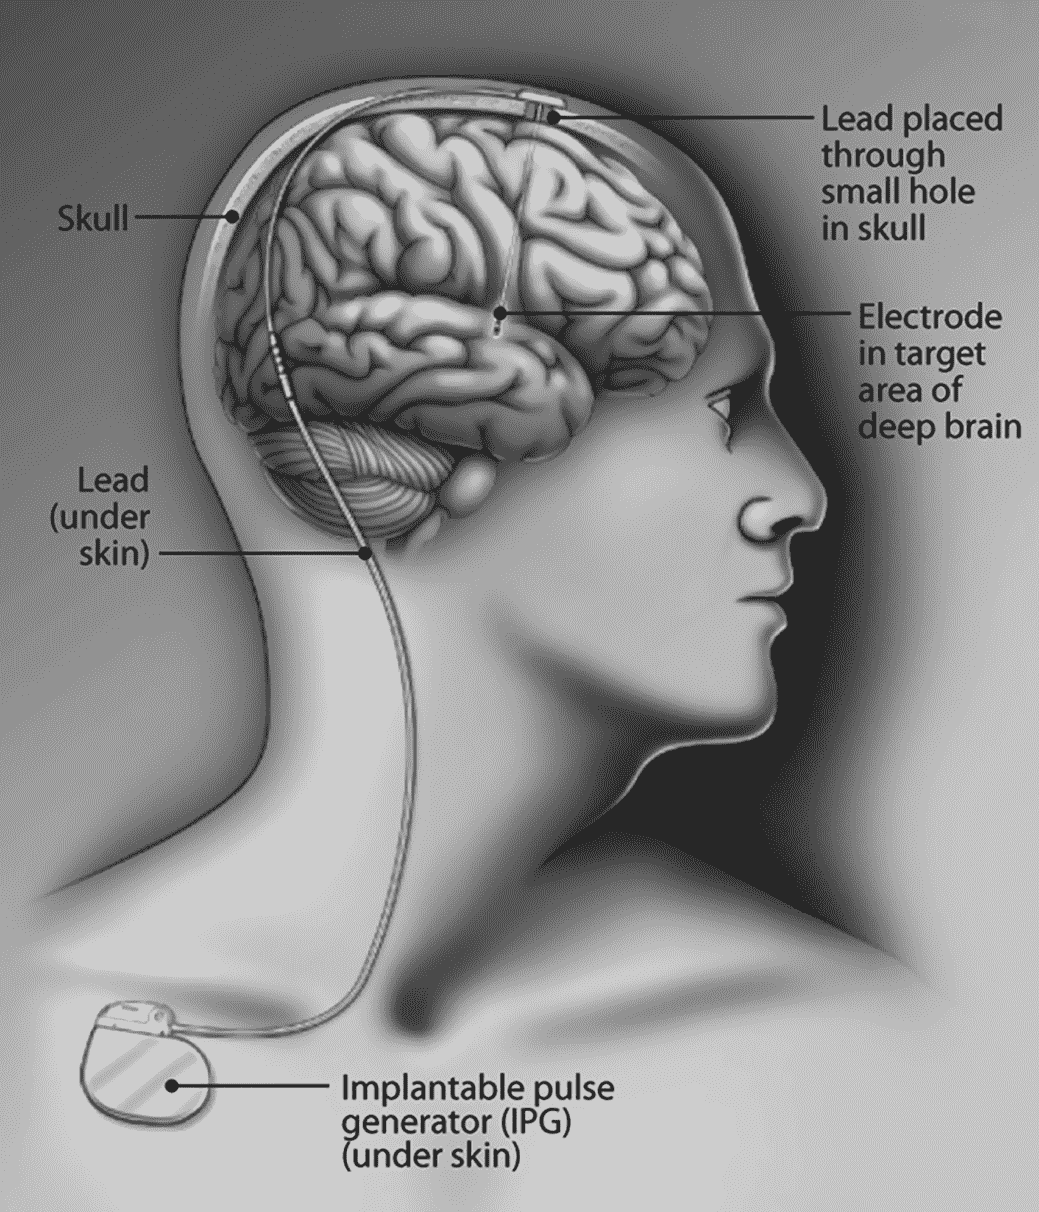 Lead placed
through
small hole
in skull
Skull
Electrode
in target
area of
deep brain
Lead
(under
skin)
Implantable pulse
generator (IPG)
(under skin)